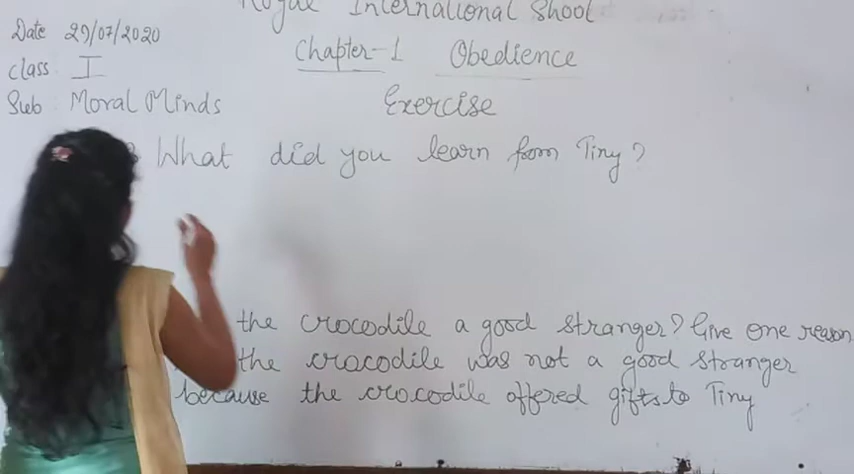 International Shool
Date 29/07/2020
Chapter-1 Obedience
Class I
Sub Moral Minds
Exercise
What did you learn from Tiny?
the crocodile a good stranger? Give one reason
the crocodile was not a good stranger
because the crocodile offered gifts to Tiny